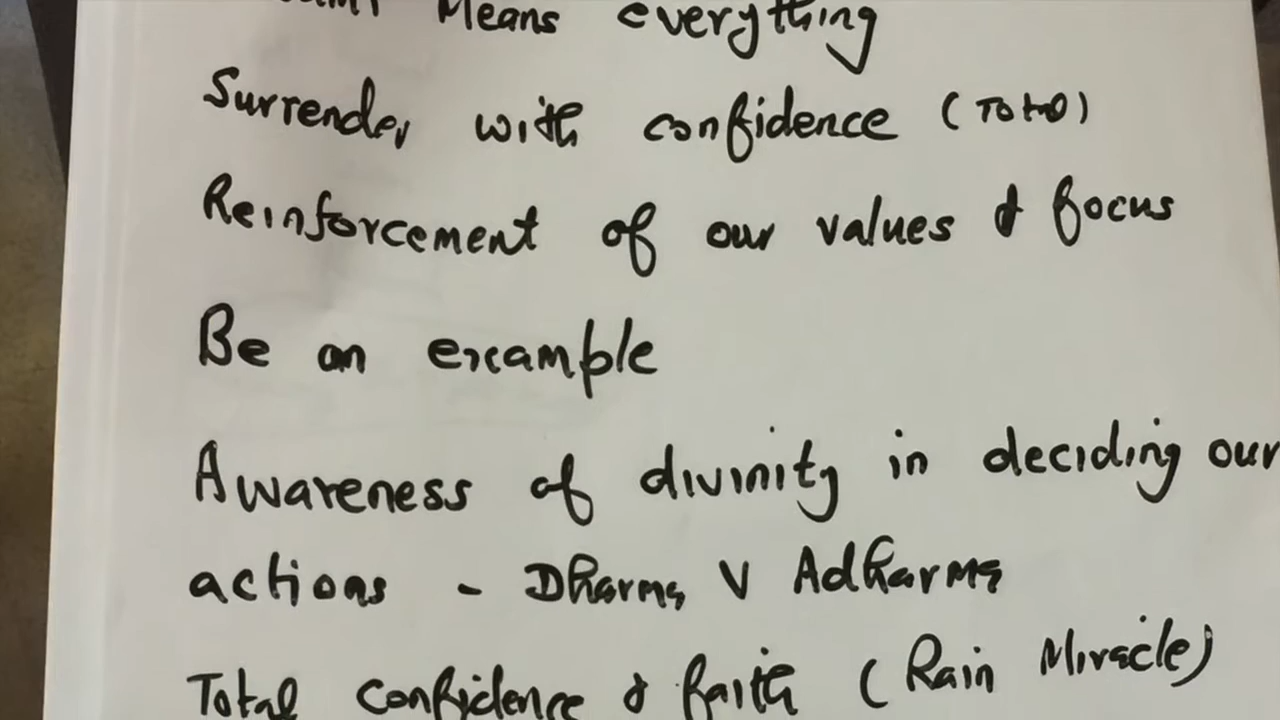 Means everything
Surrender with confidence (Total)
Reinforcement of our values & focus
Be an example
Awareness of divinity in deciding our
actions - Dharma V Adharma
Total confidence & faith (Rain Miracle)